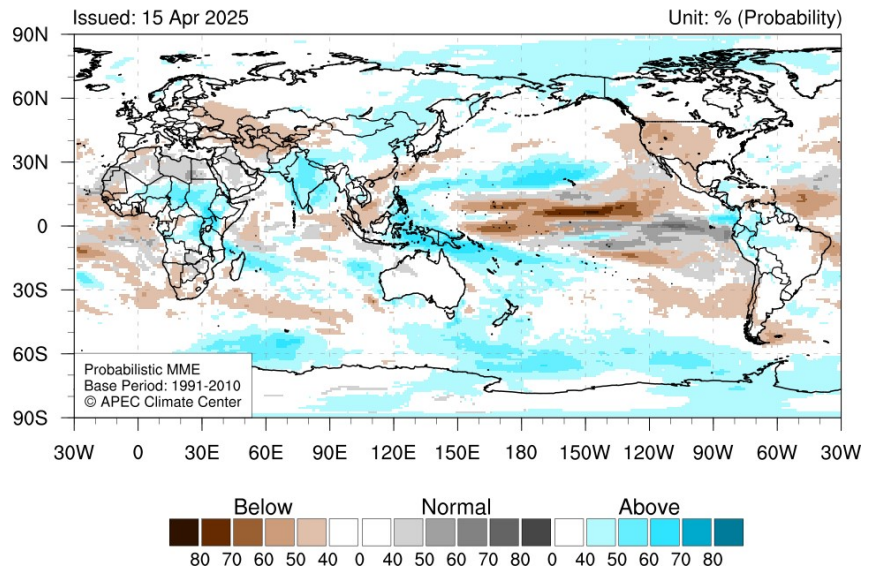 Issued: 15 Apr 2025 Unit: % (Probability)
90N
60N
30N
0
30S
60S
90S
Probabilistic MME
Base Period: 1991-2010
© APEC Climate Center
30W 0 30E 60E 90E 120E 150E 180 150W 120W 90W 60W 30W
Below Normal Above
80 70 60 50 40 0 40 50 60 70 80 0 40 50 60 70 80